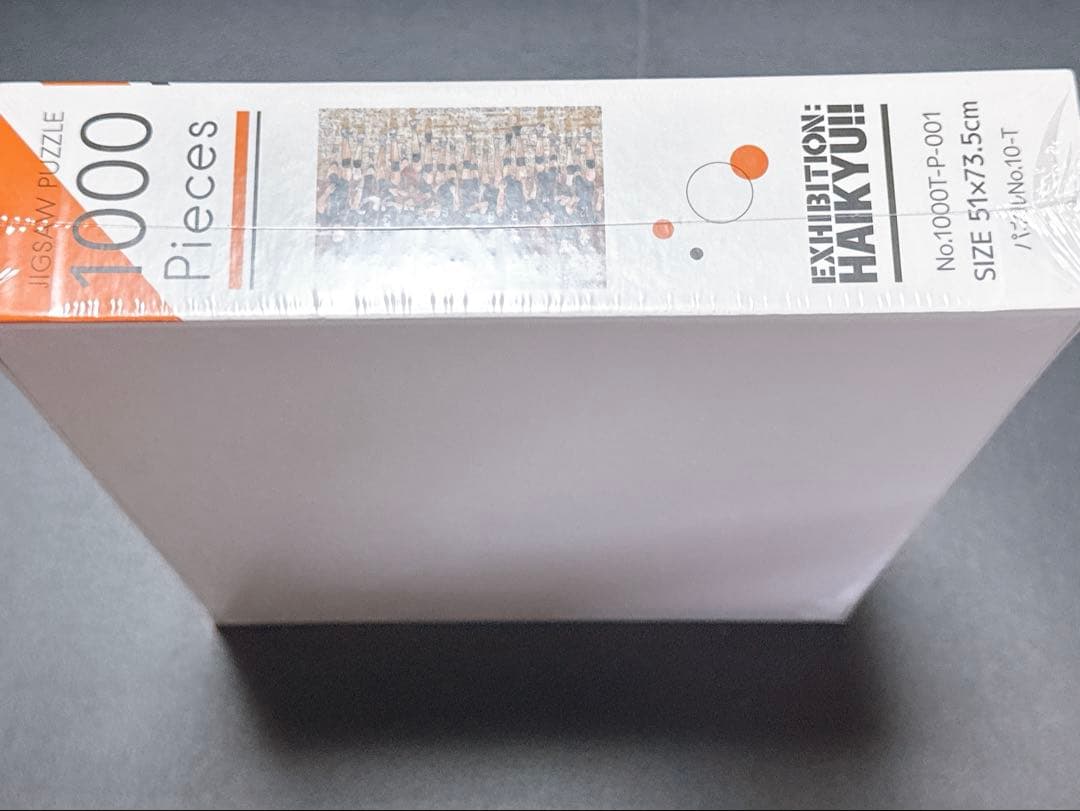 JIGSAW PUZZLE
1000
Pieces
EXHIBITION:
HAIKYU!!
No.1000T-P-001
SIZE 51×73.5cm
パネルNo.10-T